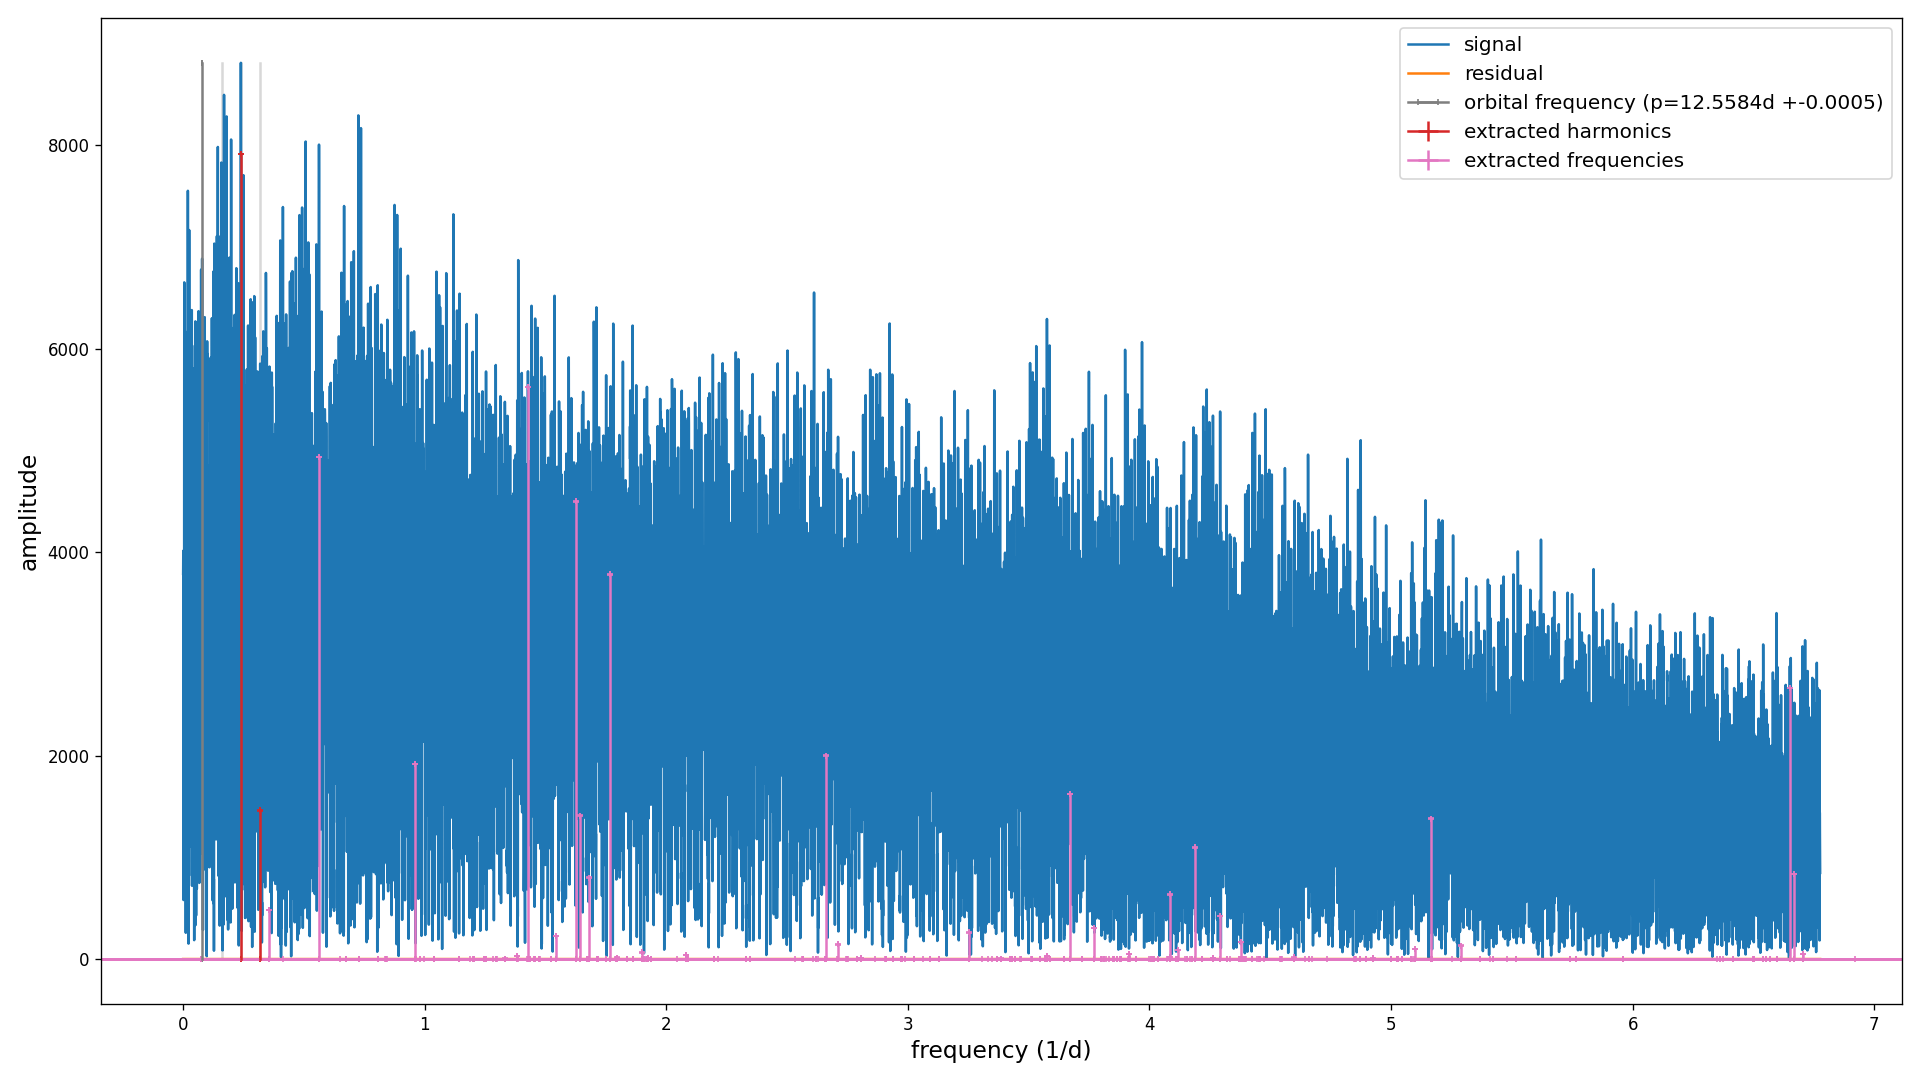 signal
residual
orbital frequency (p=12.5584d +-0.0005)
extracted harmonics
extracted frequencies
8000
6000
4000
2000
0
amplitude
0 1 2 3 4 5 6 7
frequency (1/d)